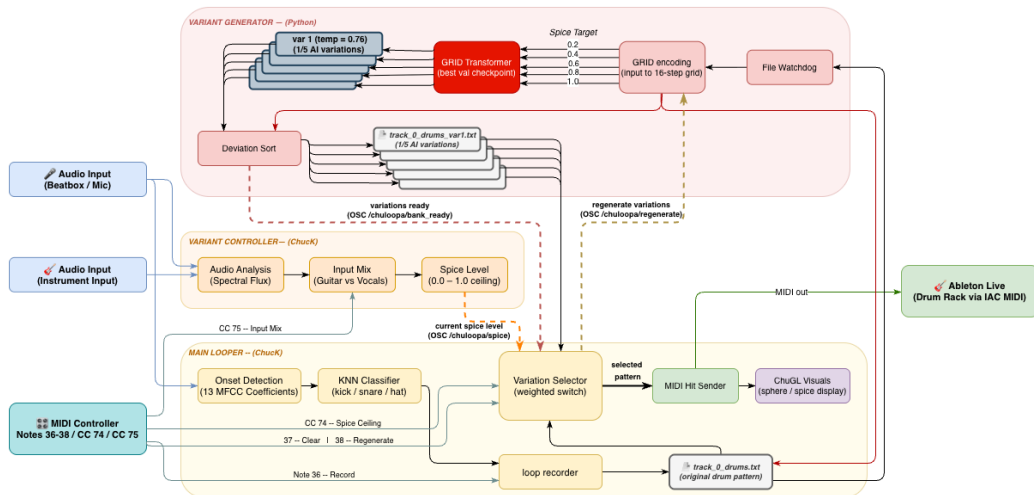 VARIANT GENERATOR — (Python)
var 1 (temp = 0.76)
(1/5 AI variations)
GRID Transformer
(best val checkpoint)
Spice Target
0.2
0.4
0.6
0.8
1.0
GRID encoding
(input to 16-step grid)
File Watchdog
Deviation Sort
track_0_drums_var1.txt
(1/5 AI variations)
Audio Input
(Beatbox / Mic)
variations ready
(OSC /chuloopa/bank_ready)
regenerate variations
(OSC /chuloopa/regenerate)
VARIANT CONTROLLER— (ChucK)
Audio Input
(Instrument Input)
Audio Analysis
(Spectral Flux)
Input Mix
(Guitar vs Vocals)
Spice Level
(0.0 – 1.0 ceiling)
Ableton Live
(Drum Rack via IAC MIDI)
MIDI out
CC 75 -- Input Mix
current spice level
(OSC /chuloopa/spice)
MAIN LOOPER -- (ChucK)
Onset Detection
(13 MFCC Coefficients)
KNN Classifier
(kick / snare / hat)
Variation Selector
(weighted switch)
selected
pattern
MIDI Hit Sender
ChuGL Visuals
(sphere / spice display)
MIDI Controller
Notes 36-38 / CC 74 / CC 75
CC 74 -- Spice Ceiling
37 -- Clear I 38 -- Regenerate
Note 36 -- Record
loop recorder
track_0_drums.txt
(original drum pattern)